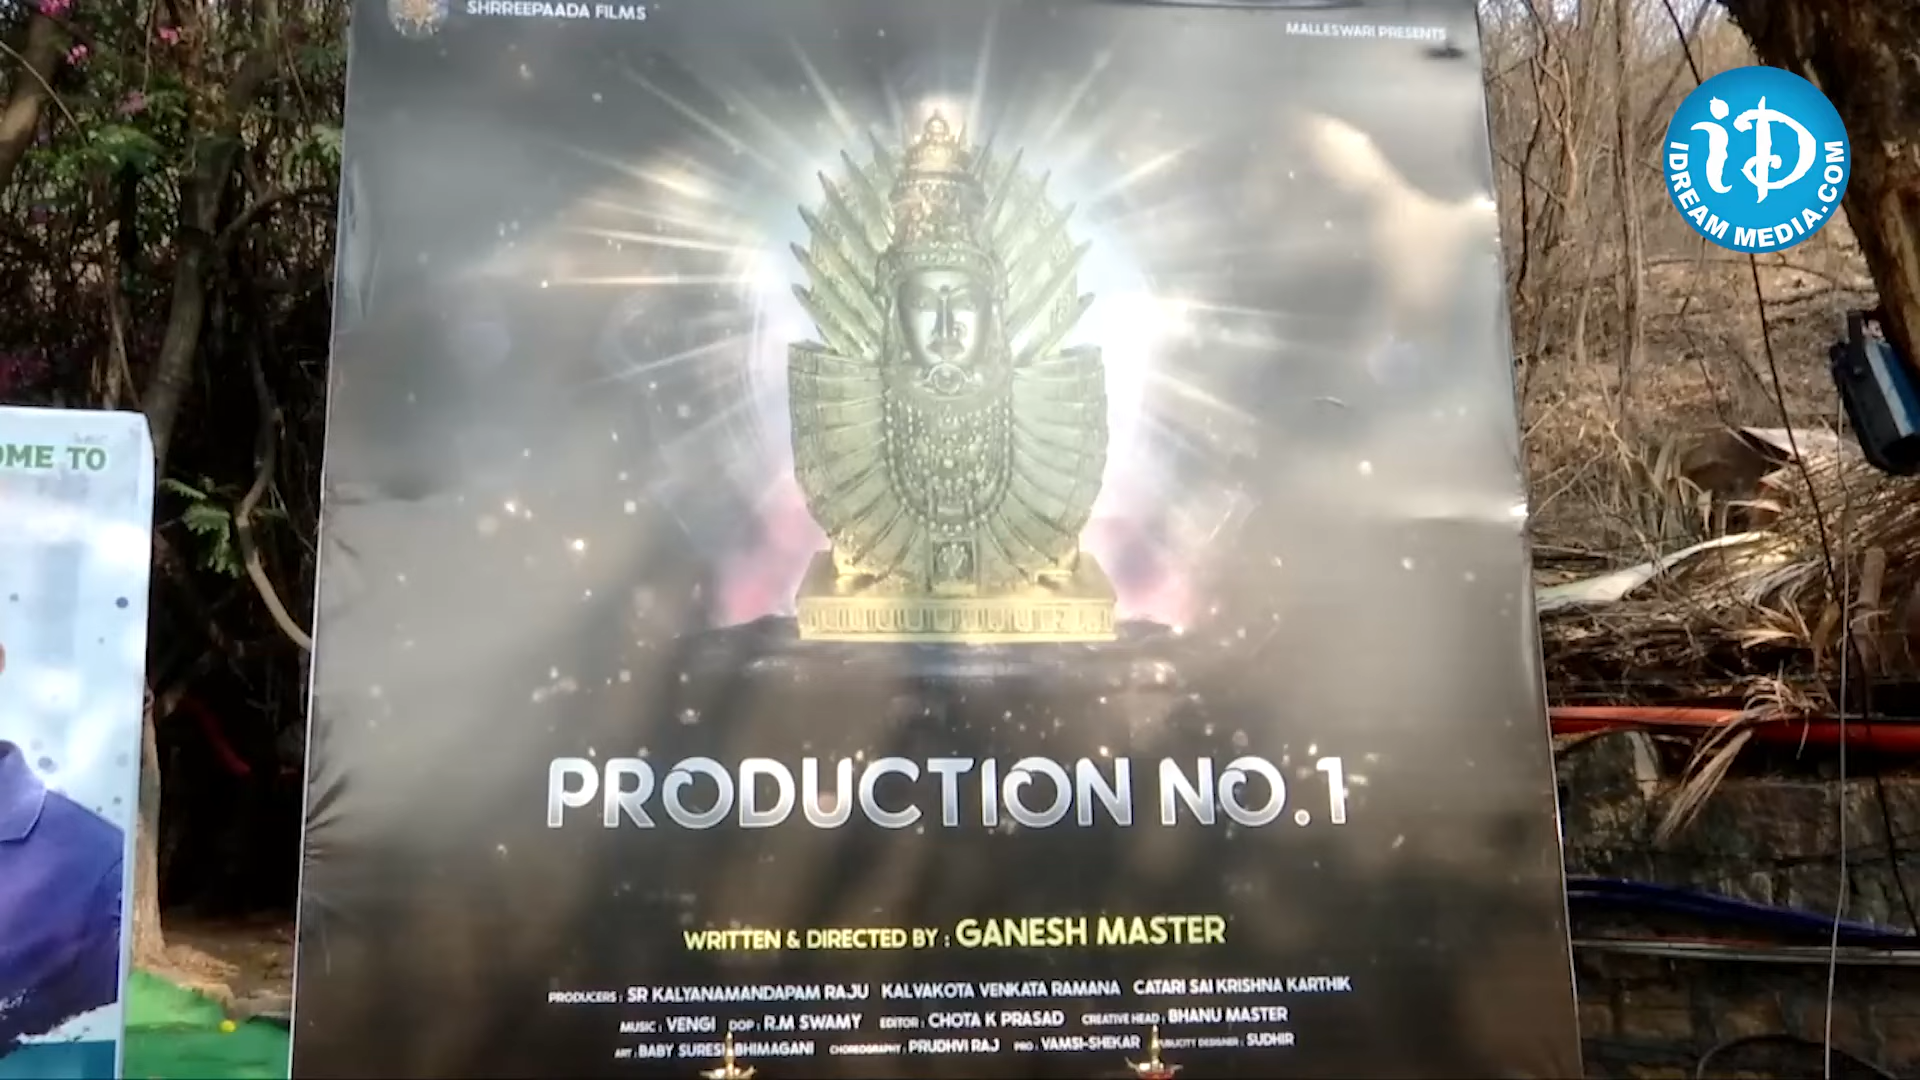 SHRREEPAADA FILMS
MALLESWARI PRESENTS
iD
IDREAM MEDIA.COM
OME TO
PRODUCTION NO.1
WRITTEN & DIRECTED BY : GANESH MASTER
PRODUCERS : SR KALYANAMANDAPAM RAJU KALVAKOTA VENKATA RAMANA CATARI SAI KRISHNA KARTHIK
MUSIC : VENGI DOP : R.M SWAMY EDITOR : CHOTA K PRASAD CREATIVE HEAD : BHANU MASTER
ART : BABY SURESH BHIMAGANI CHOREOGRAPHY : PRUDHVI RAJ PRO : VAMSI-SHEKAR PUBLICITY DESIGNER : SUDHIR